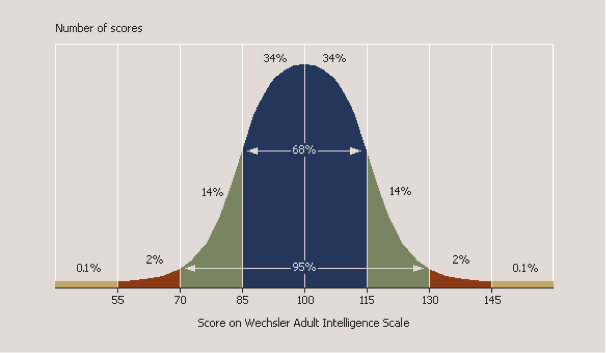 Number of scores
34% 34%
68%
14% 14%
2% 95% 2%
0.1% 0.1%
55 70 85 100 115 130 145
Score on Wechsler Adult Intelligence Scale